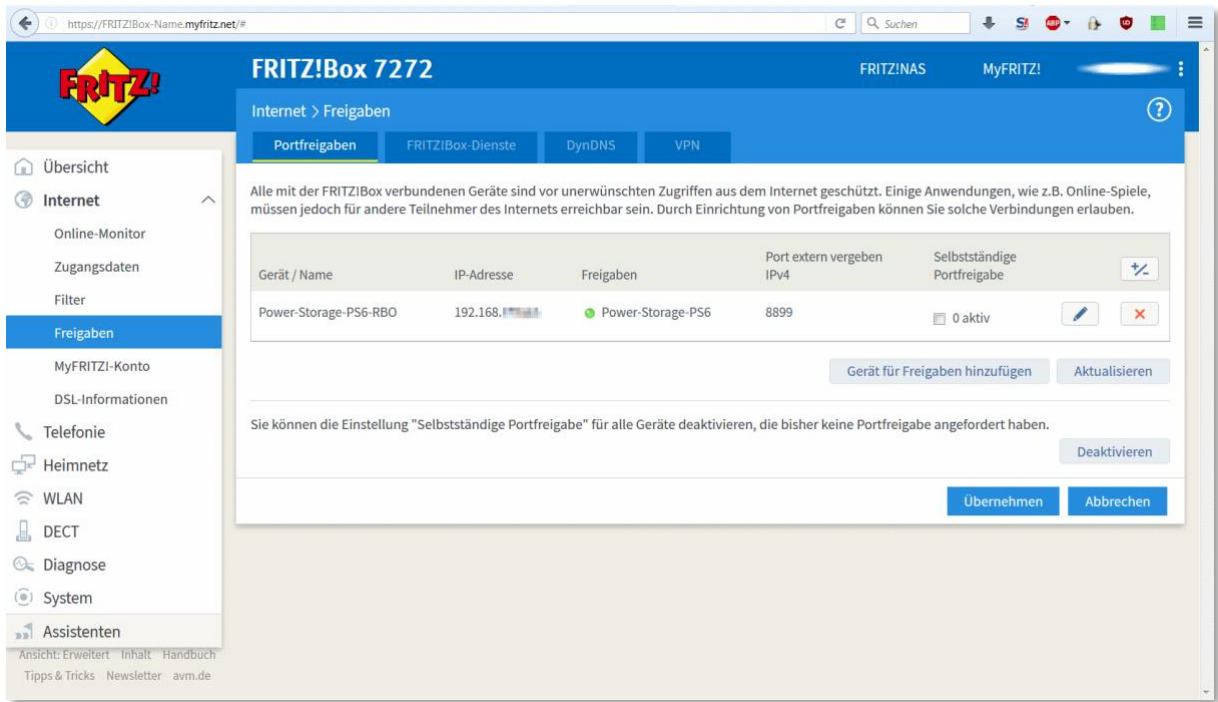 https://FRITZ!Box-Name.myfritz.net/#
Suchen
FRITZ!
FRITZ!Box 7272
FRITZ!NAS
MyFRITZ!
Internet > Freigaben
Portfreigaben
FRITZ!Box-Dienste
DynDNS
VPN
Übersicht
Internet
Online-Monitor
Zugangsdaten
Filter
Freigaben
MyFRITZ!-Konto
DSL-Informationen
Telefonie
Heimnetz
WLAN
DECT
Diagnose
System
Assistenten
Ansicht: Erweitert Inhalt Handbuch
Tipps & Tricks Newsletter avm.de
Alle mit der FRITZ!Box verbundenen Geräte sind vor unerwünschten Zugriffen aus dem Internet geschützt. Einige Anwendungen, wie z.B. Online-Spiele,
müssen jedoch für andere Teilnehmer des Internets erreichbar sein. Durch Einrichtung von Portfreigaben können Sie solche Verbindungen erlauben.
Gerät / Name
IP-Adresse
Freigaben
Port extern vergeben
IPv4
Selbstständige
Portfreigabe
Power-Storage-PS6-RBO
192.168.
Power-Storage-PS6
8899
0 aktiv
Gerät für Freigaben hinzufügen
Aktualisieren
Sie können die Einstellung "Selbstständige Portfreigabe" für alle Geräte deaktivieren, die bisher keine Portfreigabe angefordert haben.
Deaktivieren
Übernehmen
Abbrechen